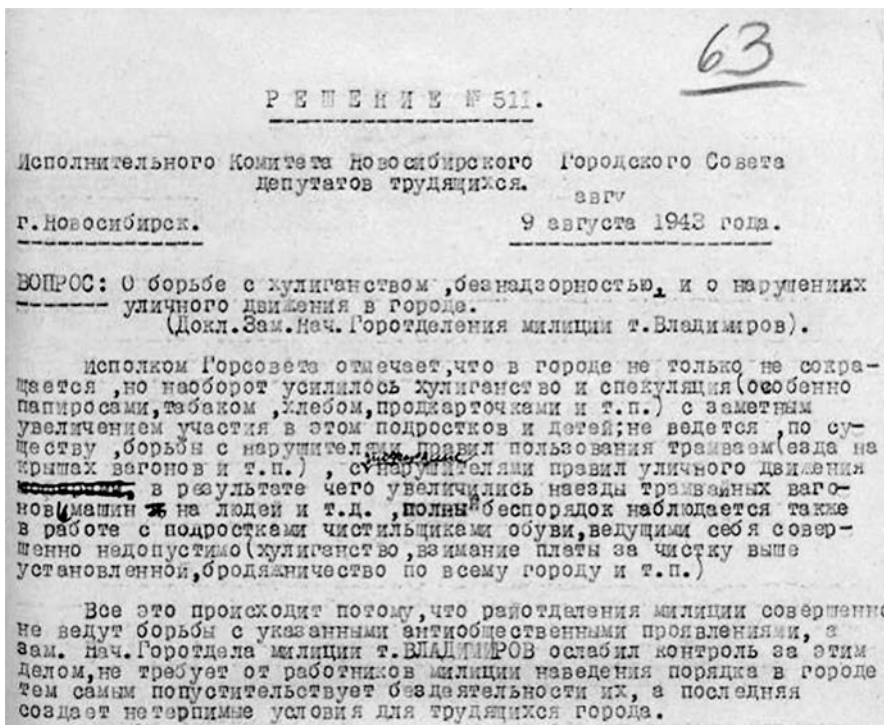 63
РЕШЕНИЕ № 511.
Исполнительного Комитета Новосибирского Городского Совета
депутатов трудящихся.
авгу
г.Новосибирск. 9 августа 1943 года.
ВОПРОС: О борьбе с хулиганством ,безнадзорностью, и о нарушениях
уличного движения в городе.
(Докл.Зам.Нач.Горотделения милиции т.Владимиров).
Исполком Горсовета отмечает,что в городе не только не сокра-
щается ,но наоборот усилилось хулиганство и спекуляция(особенно
папиросами,табаком ,хлебом,продкарточками и т.п.) с заметным
увеличением участия в этом подростков и детей;не ведется ,по су-
ществу ,борьбы с нарушителями правил пользования трамваем(езда на
крышах вагонов и т.п.) , с нарушителями правил уличного движения
в результате чего увеличились наезды трамвайных ваго-
нов и машин на людей и т.д. ,полный беспорядок наблюдается также
в работе с подростками чистильщиками обуви,ведущими себя совер-
шенно недопустимо(хулиганство ,взимание платы за чистку выше
установленной,бродяжничество по всему городу и т.п.)
Все это происходит потому,что райотделения милиции совершенно
не ведут борьбы с указанными антиобщественными проявлениями, а
Зам. Нач.Горотдела милиции т.ВЛАДИМИРОВ ослабил контроль за этим
делом,не требует от работников милиции наведения порядка в городе
тем самым попустительствует бездеятельности их, а последняя
создает нетерпимые условия для трудящихся города.